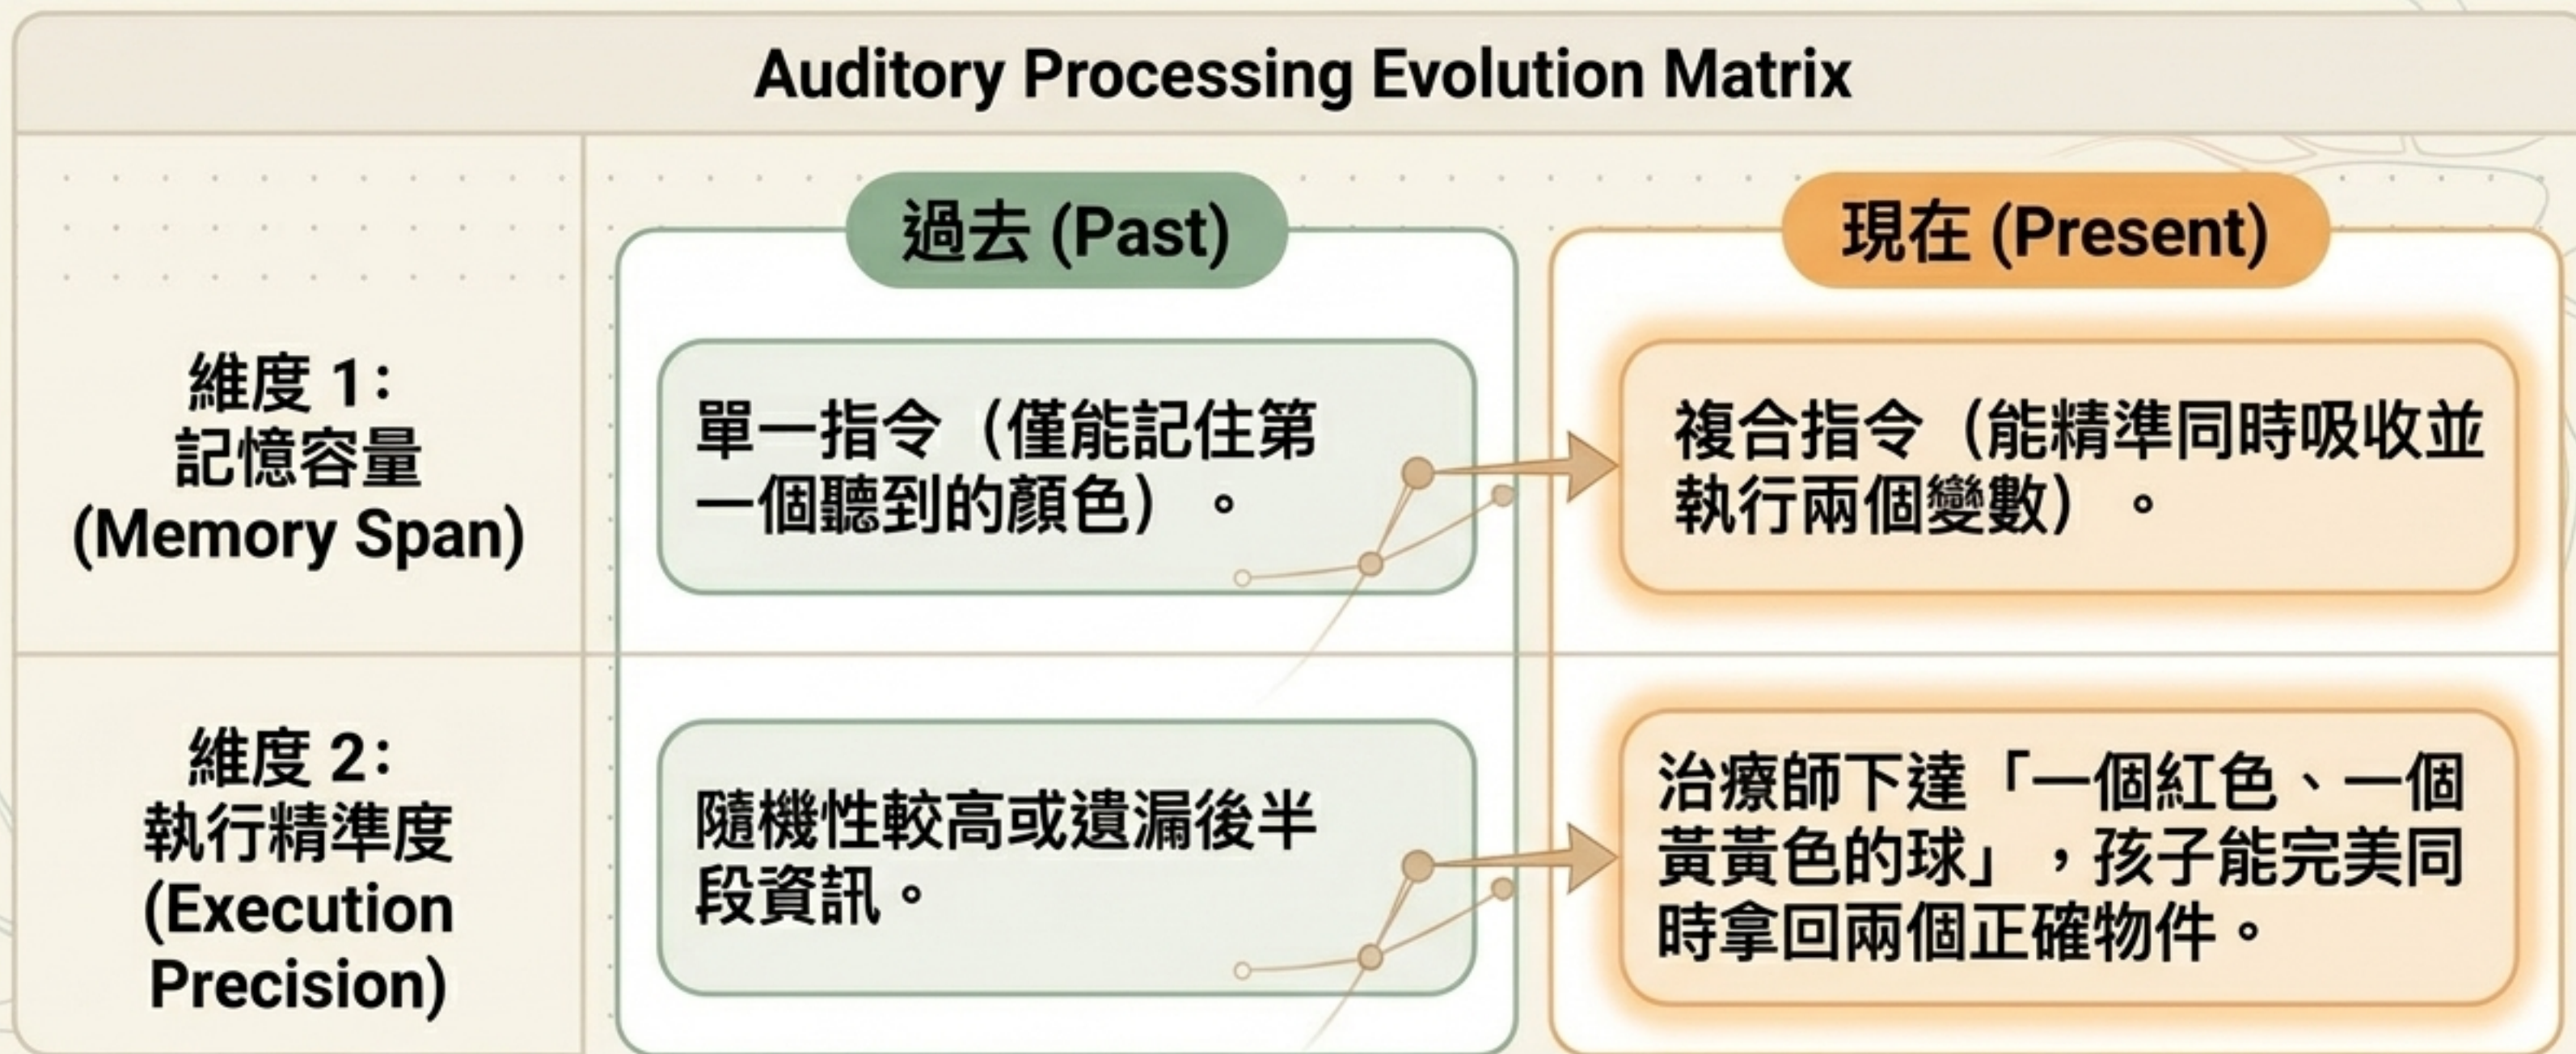 Auditory Processing Evolution Matrix
過去 (Past)
現在 (Present)
維度 1：
記憶容量
(Memory Span)
單一指令（僅能記住第
一個聽到的顏色）。
複合指令（能精準同時吸收並
執行兩個變數）。
維度 2：
執行精準度
(Execution
Precision)
隨機性較高或遺漏後半
段資訊。
治療師下達「一個紅色、一個
黃黃色的球」，孩子能完美同
時拿回兩個正確物件。